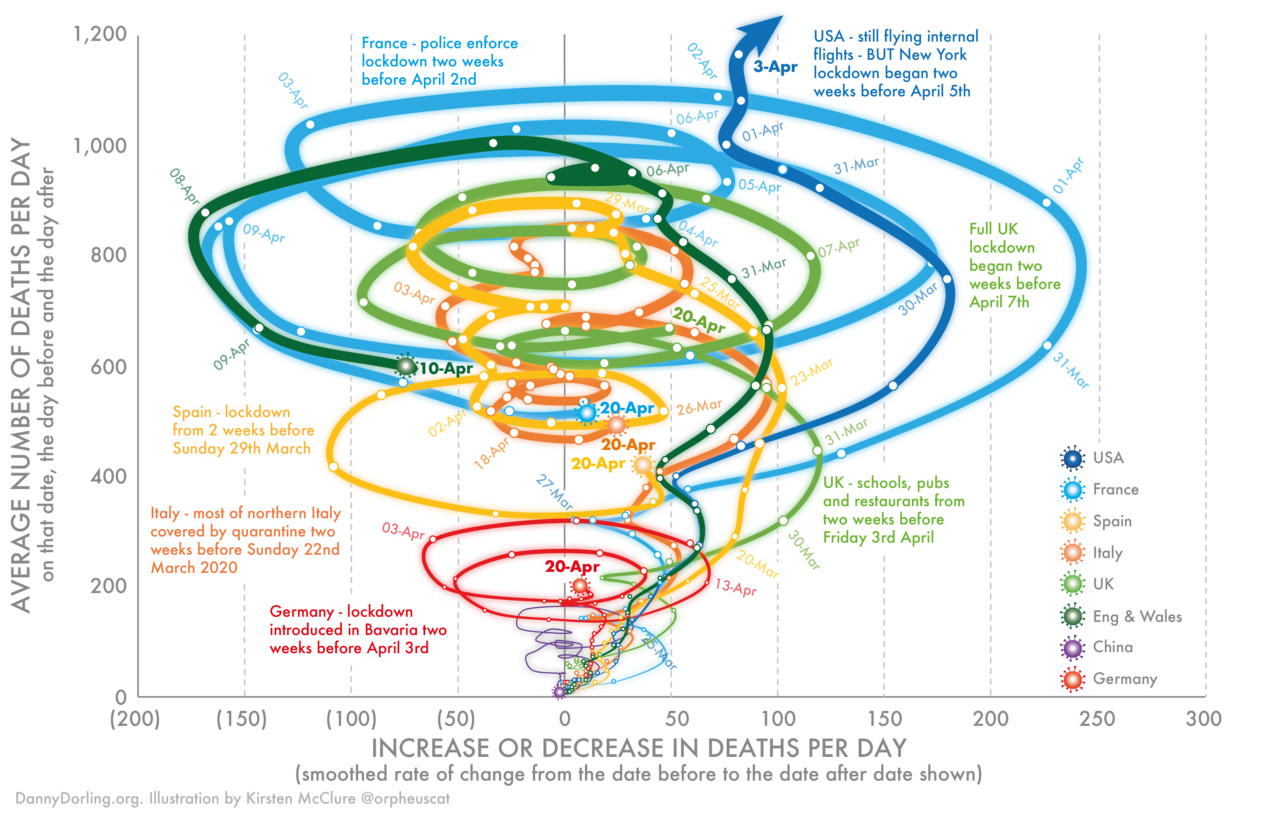 1,200
1,000
800
600
400
200
0
AVERAGE NUMBER OF DEATHS PER DAY
on that date, the day before and the day after
France - police enforce
lockdown two weeks
before April 2nd
USA - still flying internal
flights - BUT New York
lockdown began two
weeks before April 5th
3-Apr
02-Apr
03-Apr
06-Apr
01-Apr
31-Mar
01-Apr
08-Apr
06-Apr
05-Apr
29-Mar
09-Apr
04-Apr
07-Apr
Full UK
lockdown
began two
weeks before
April 7th
31-Mar
03-Apr
25-Mar
30-Mar
20-Apr
09-Apr
10-Apr
23-Mar
31-Mar
Spain - lockdown
from 2 weeks before
Sunday 29th March
02-Apr
20-Apr
26-Mar
18-Apr
20-Apr
20-Apr
31-Mar
27-Mar
UK - schools, pubs
and restaurants from
two weeks before
Friday 3rd April
Italy - most of northern Italy
covered by quarantine two
weeks before Sunday 22nd
March 2020
03-Apr
30-Mar
20-Mar
20-Apr
13-Apr
Germany - lockdown
introduced in Bavaria two
weeks before April 3rd
USA
France
Spain
Italy
UK
Eng & Wales
China
Germany
(200) (150) (100) (50) 0 50 100 150 200 250 300
INCREASE OR DECREASE IN DEATHS PER DAY
(smoothed rate of change from the date before to the date after date shown)
DannyDorling.org. Illustration by Kirsten McClure @orpheuscat